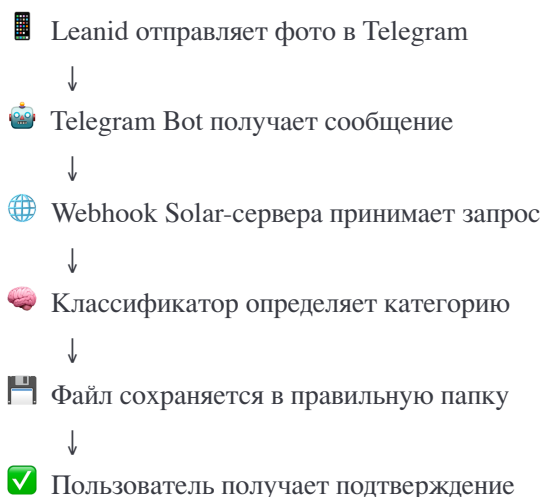 📱 Leanid отправляет фото в Telegram
↓
🤖 Telegram Bot получает сообщение
↓
🌐 Webhook Solar-сервера принимает запрос
↓
🧠 Классификатор определяет категорию
↓
💾 Файл сохраняется в правильную папку
↓
✅ Пользователь получает подтверждение